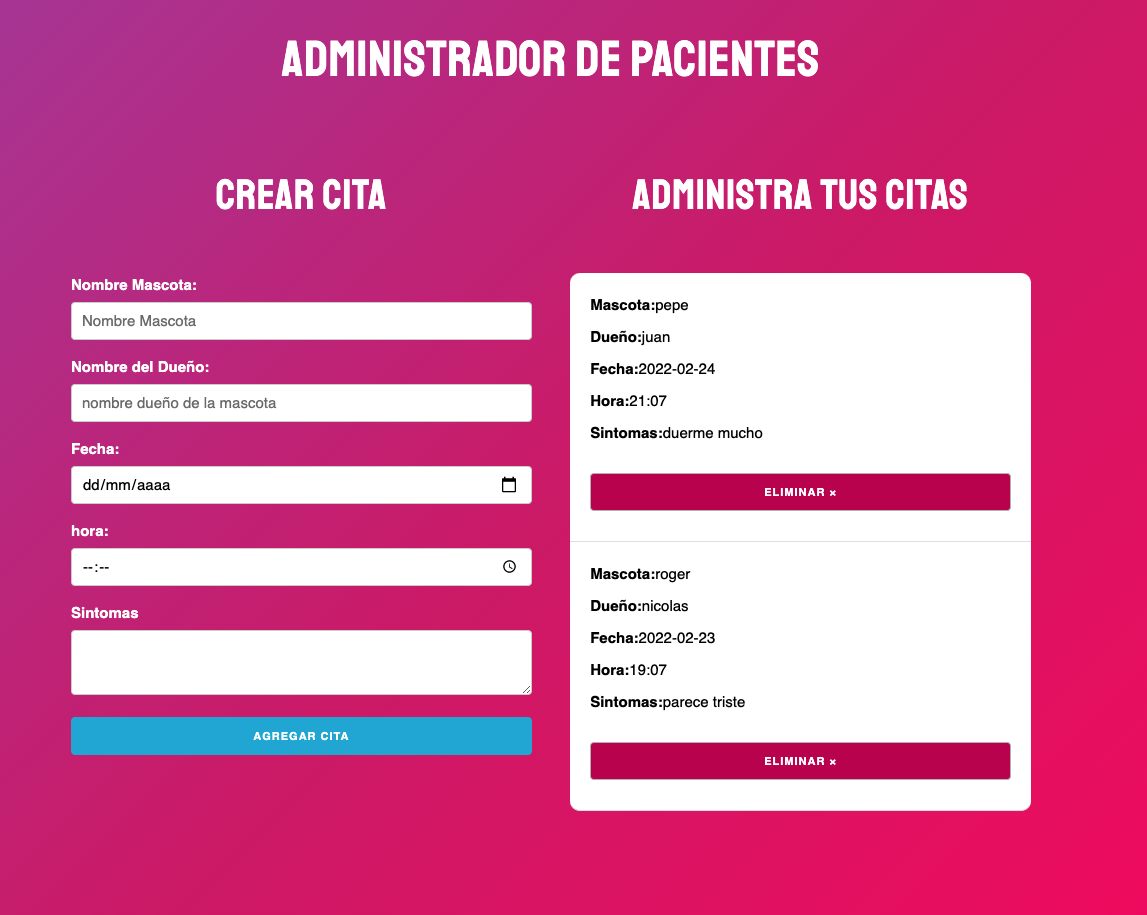 ADMINISTRADOR DE PACIENTES
CREAR CITA
Nombre Mascota:
Nombre Mascota
Nombre del Dueño:
nombre dueño de la mascota
Fecha:
dd/mm/aaaa
hora:
--:--
Sintomas
AGREGAR CITA
ADMINISTRA TUS CITAS
Mascota:pepe
Dueño:juan
Fecha:2022-02-24
Hora:21:07
Sintomas:duerme mucho
ELIMINAR ×
Mascota:roger
Dueño:nicolas
Fecha:2022-02-23
Hora:19:07
Sintomas:parece triste
ELIMINAR ×